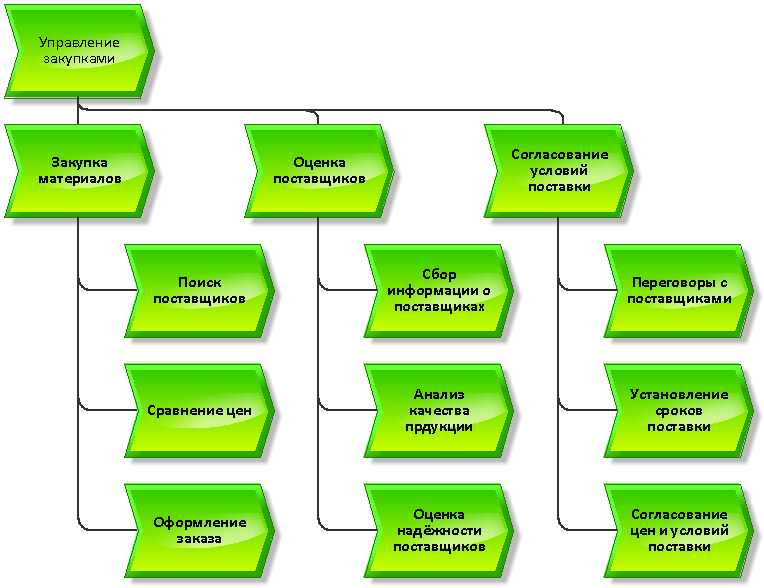 Управление
закупками
Закупка
материалов
Оценка
поставщиков
Согласование
условий
поставки
Поиск
поставщиков
Сбор
информации о
поставщиках
Переговоры с
поставщиками
Сравнение цен
Анализ
качества
прдукции
Установление
сроков
поставки
Оформление
заказа
Оценка
надёжности
поставщиков
Согласование
цен и условий
поставки